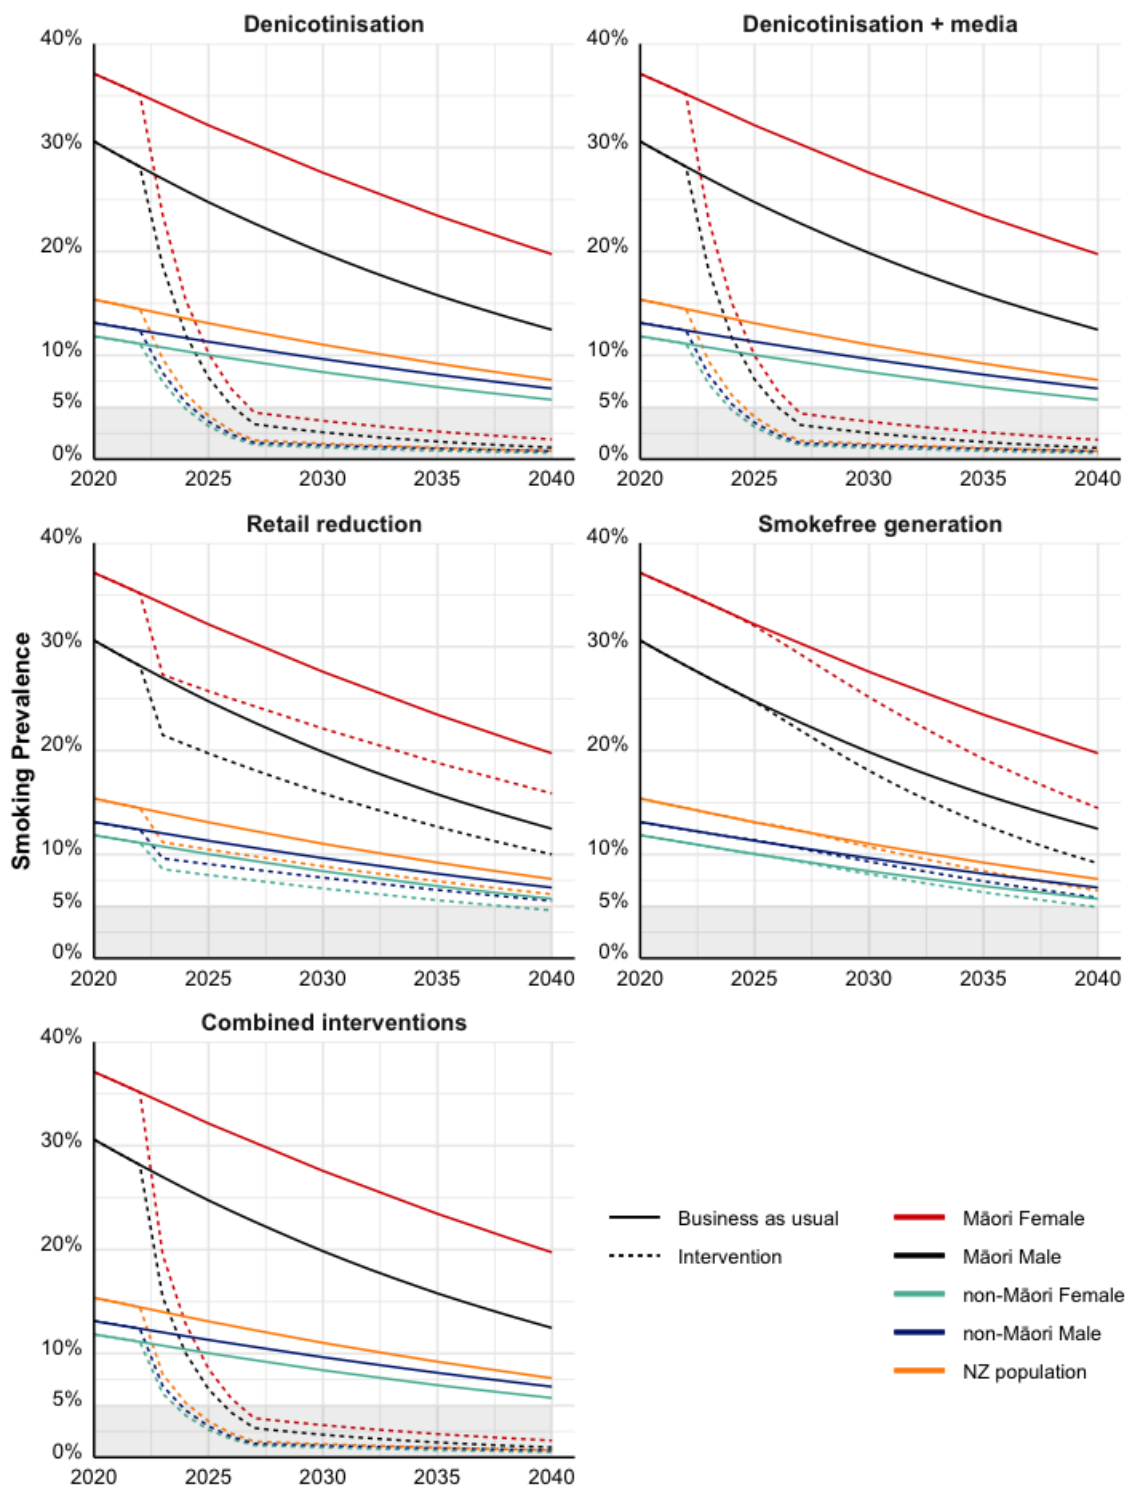 Denicotinisation
40%
30%
20%
10%
5%
0%
2020 2025 2030 2035 2040
Denicotinisation + media
40%
30%
20%
10%
5%
0%
2020 2025 2030 2035 2040
Smoking Prevalence
Retail reduction
40%
30%
20%
10%
5%
0%
2020 2025 2030 2035 2040
Smokefree generation
40%
30%
20%
10%
5%
0%
2020 2025 2030 2035 2040
Combined interventions
40%
30%
20%
10%
5%
0%
2020 2025 2030 2035 2040
Business as usual
Intervention
Māori Female
Māori Male
non-Māori Female
non-Māori Male
NZ population